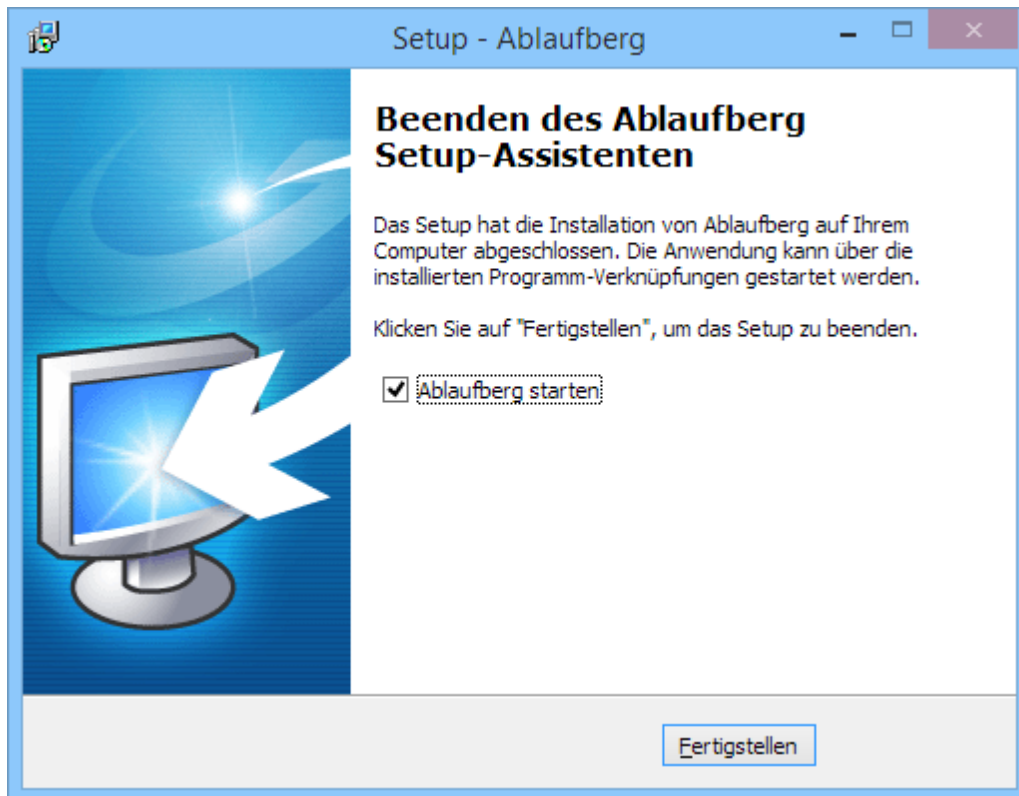 Setup - Ablaufberg
Beenden des Ablaufberg
Setup-Assistenten
Das Setup hat die Installation von Ablaufberg auf Ihrem
Computer abgeschlossen. Die Anwendung kann über die
installierten Programm-Verknüpfungen gestartet werden.
Klicken Sie auf "Fertigstellen", um das Setup zu beenden.
Ablaufberg starten
Fertigstellen